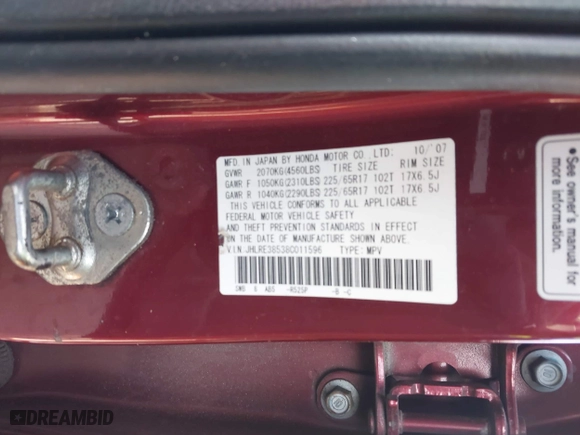 MFD.IN JAPAN BY HONDA MOTOR CO.,LTD: 10/'07
GVWR 2070KG(4560LBS TIRE SIZE RIM SIZE
GAWR F 1050KG(2310LBS 225/65R17 102T 17X6.5J
GAWR R 1040KG(2290LBS 225/65R17 102T 17X6.5J
THIS VEHICLE CONFORMS TO ALL APPLICABLE
FEDERAL MOTOR VEHICLE SAFETY
AND THEFT PREVENTION STANDARDS IN EFFECT
ON THE DATE OF MANUFACTURE SHOWN ABOVE.
V.I.N: JHLRE38538C011596 TYPE: MPV
SWB ABS -R525P -B -C
•See owner's manual for
more information.
DREAMBID